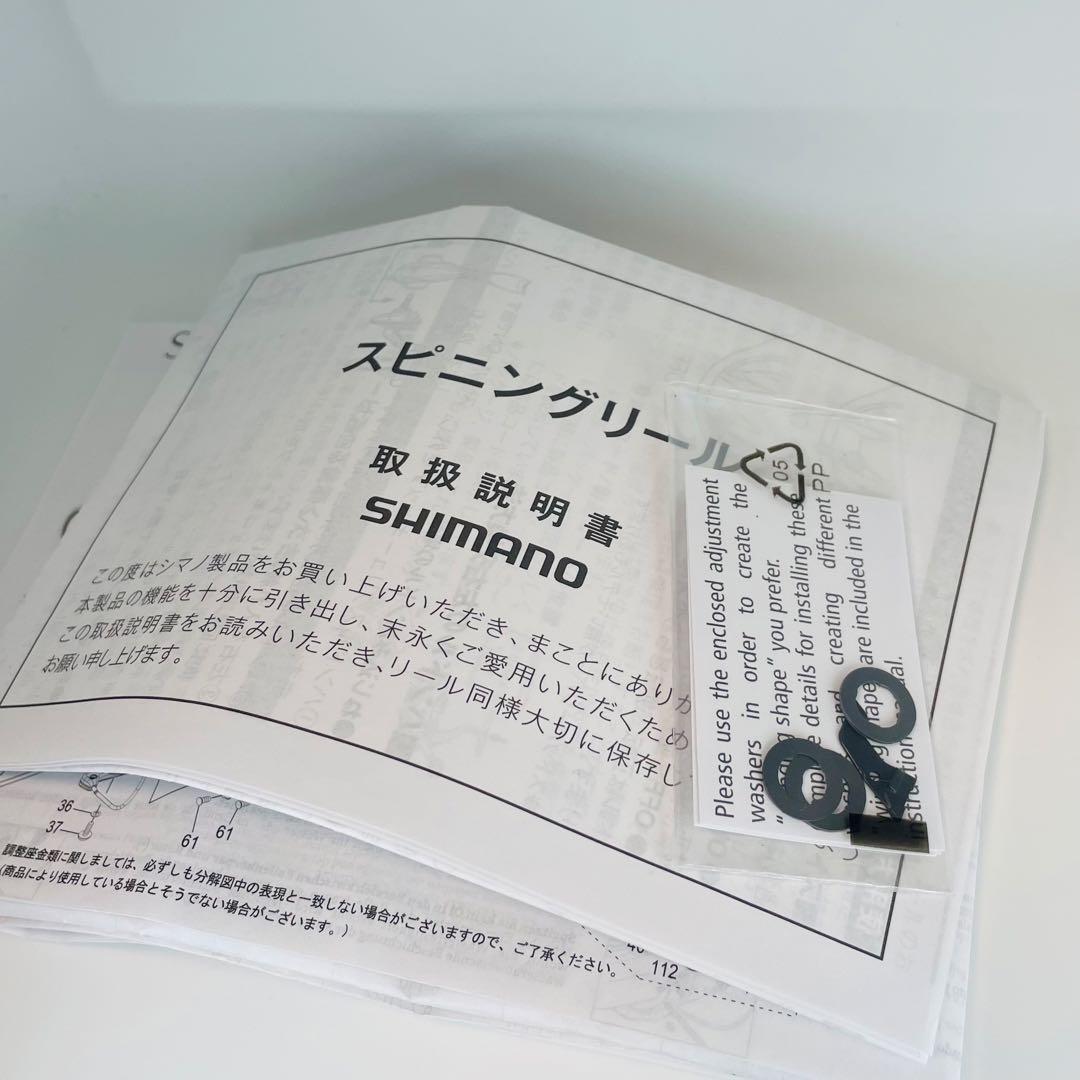 スピニングリール
取扱説明書
SHIMANO
この度はシマノ製品をお買い上げいただき、まことにありが
本製品の機能を十分に引き出し、末永くご愛用いただくため
この取扱説明書をお読みいただき、リール同様大切に保存し
お願い申し上げます。
05
PP
Please use the enclosed adjustment
washers in order to create the
shape" you prefer.
details for installing these
and creating different
are included in the
36
37
61
61
調整座金類に関しましては、必ずしも分解図中の表現と一致しない場合がございますので、ご了承ください。
(商品により使用している場合とそうでない場合がございます。)
112